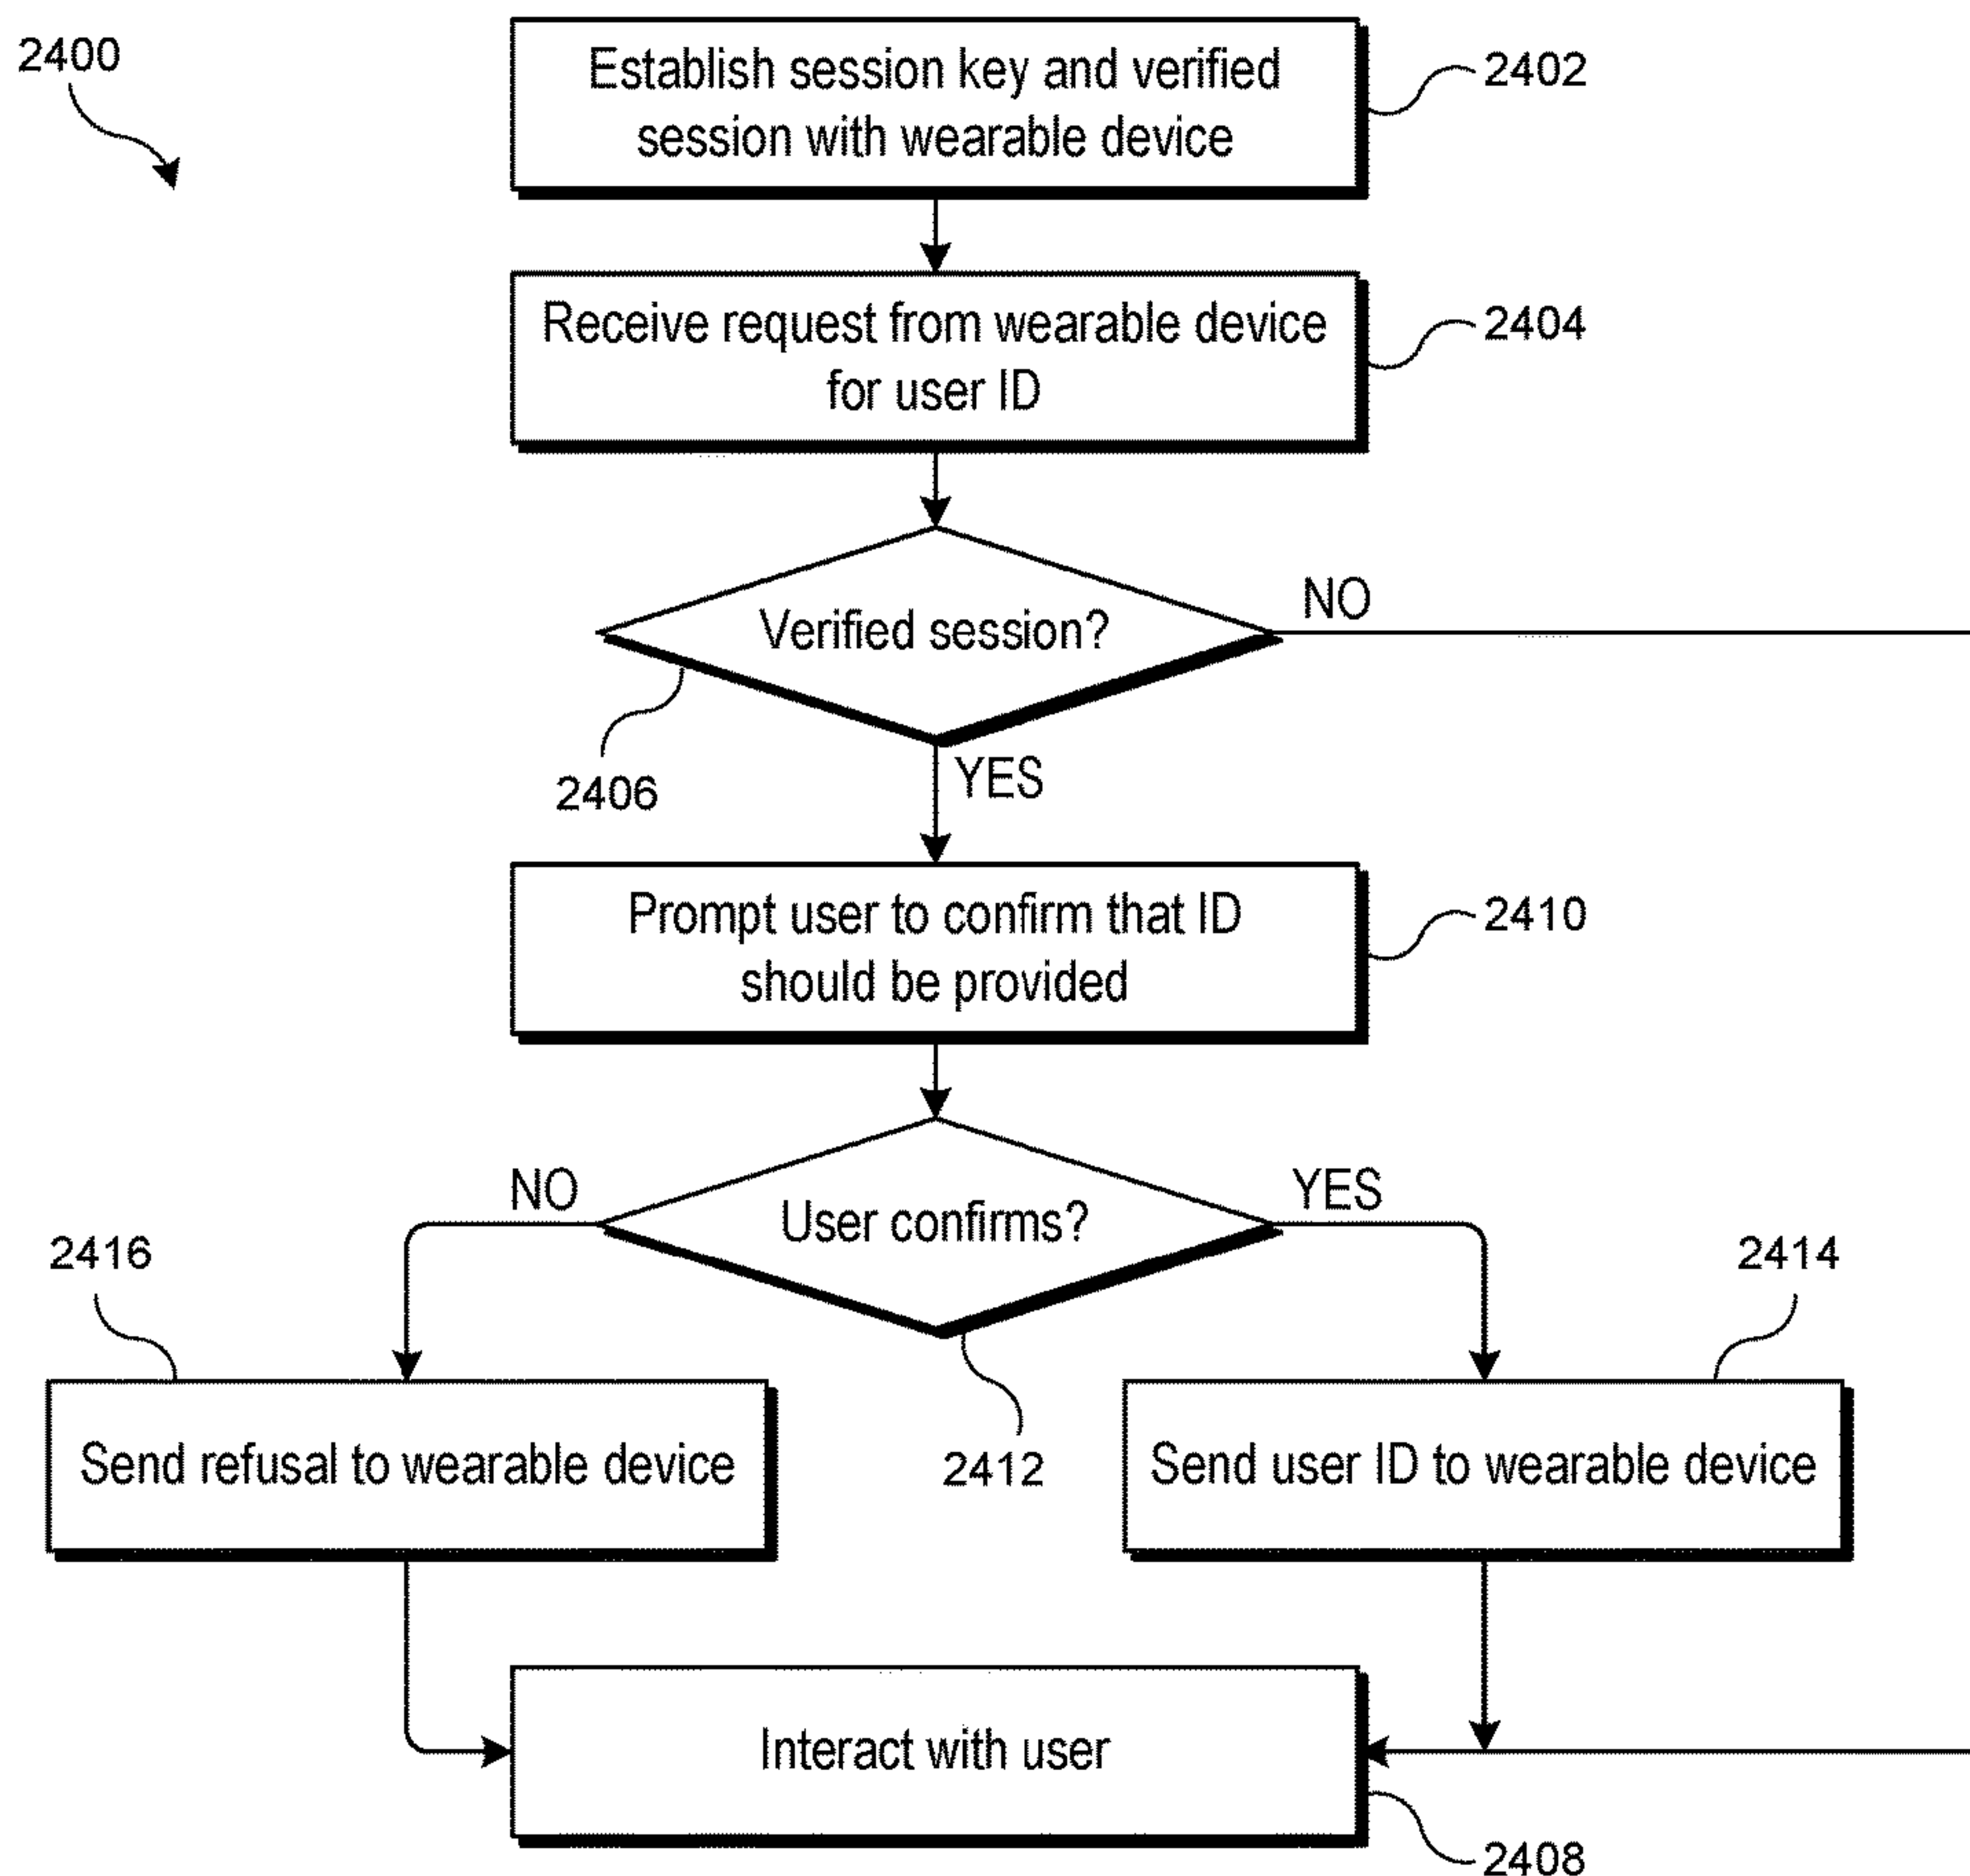 2400
Establish session key and verified
session with wearable device
2402
Receive request from wearable device
for user ID
2404
Verified session?
NO
2406
YES
Prompt user to confirm that ID
should be provided
2410
NO
User confirms?
YES
2416
2414
Send refusal to wearable device
2412
Send user ID to wearable device
Interact with user
2408